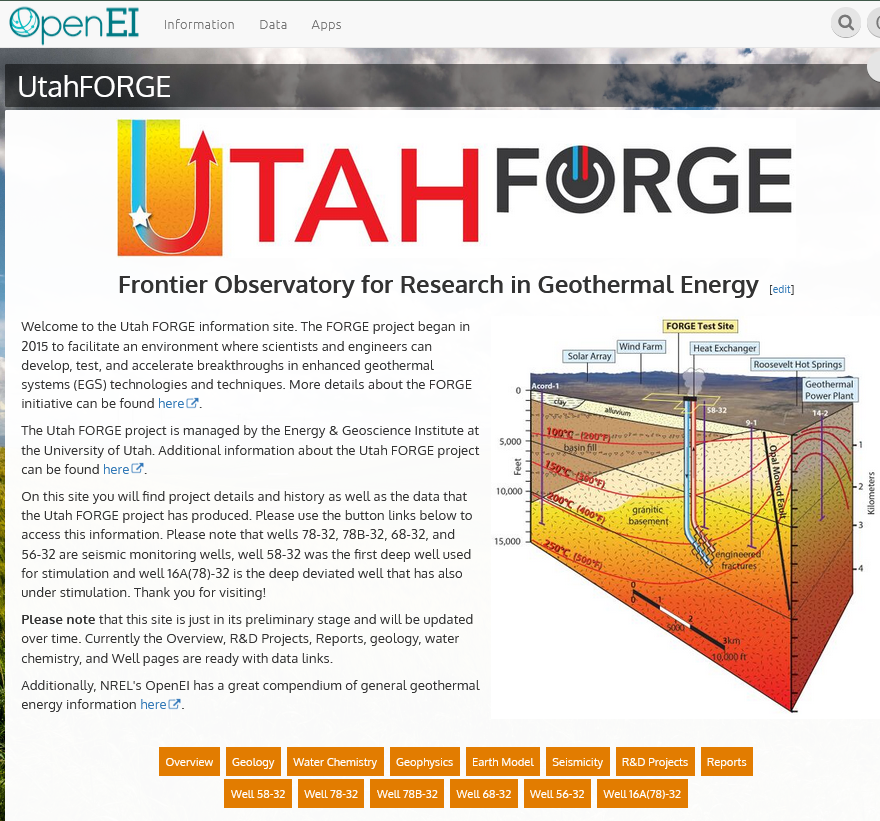 OpenEI Information Data Apps
UtahFORGE
UTAH FORGE
Frontier Observatory for Research in Geothermal Energy [edit]
Welcome to the Utah FORGE information site. The FORGE project began in
2015 to facilitate an environment where scientists and engineers can
develop, test, and accelerate breakthroughs in enhanced geothermal
systems (EGS) technologies and techniques. More details about the FORGE
initiative can be found here.
The Utah FORGE project is managed by the Energy & Geoscience Institute at
the University of Utah. Additional information about the Utah FORGE project
can be found here.
On this site you will find project details and history as well as the data that
the Utah FORGE project has produced. Please use the button links below to
access this information. Please note that wells 78-32, 78B-32, 68-32, and
56-32 are seismic monitoring wells, well 58-32 was the first deep well used
for stimulation and well 16A(78)-32 is the deep deviated well that has also
under stimulation. Thank you for visiting!
Please note that this site is just in its preliminary stage and will be updated
over time. Currently the Overview, R&D Projects, Reports, geology, water
chemistry, and Well pages are ready with data links.
Additionally, NREL's OpenEI has a great compendium of general geothermal
energy information here.
FORGE Test Site
Solar Array
Wind Farm
Heat Exchanger
Roosevelt Hot Springs
Geothermal
Power Plant
Acord-1
58-32
9-1
14-2
clay
alluvium
basin fill
granitic
basement
engineered
fractures
Opal Mound Fault
100°C (200°F)
150°C (300°F)
200°C (400°F)
250°C (500°F)
0
5,000
10,000
15,000
Feet
1
2
3
4
Kilometers
0
0
1
2
3km
5000
10,000 ft
Overview Geology Water Chemistry Geophysics Earth Model Seismicity R&D Projects Reports
Well 58-32 Well 78-32 Well 78B-32 Well 68-32 Well 56-32 Well 16A(78)-32